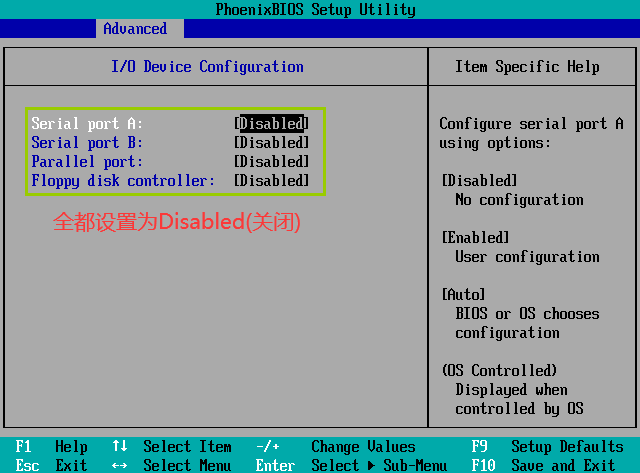 PhoenixBIOS Setup Utility
Advanced
I/O Device Configuration
Item Specific Help
Serial port A: [Disabled]
Serial port B: [Disabled]
Parallel port: [Disabled]
Floppy disk controller: [Disabled]
全都设置为Disabled(关闭)
Configure serial port A
using options:
[Disabled]
No configuration
[Enabled]
User configuration
[Auto]
BIOS or OS chooses
configuration
(OS Controlled)
Displayed when
controlled by OS
F1 Help ↑↓ Select Item -/+ Change Values F9 Setup Defaults
Esc Exit ↔ Select Menu Enter Select ▶ Sub-Menu F10 Save and Exit